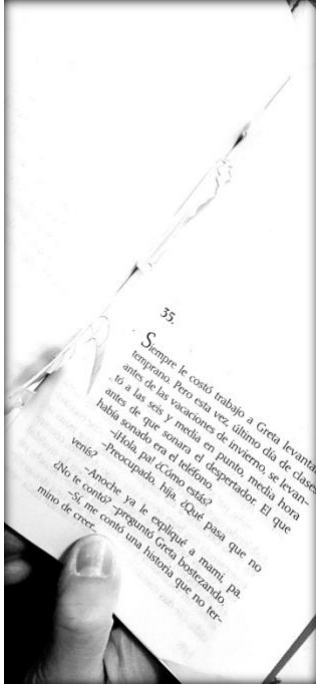 35.
Siempre le costó trabajo a Greta levantar
temprano. Pero esta vez último día de clases
antes de las vacaciones de invierno, se levan-
tó a las seis y media en punto, media hora
antes de que sonara el despertador. El que
había sonado era el teléfono
–¡Hola, pa! ¿Cómo estás?
–Preocupado, hija. ¿Qué pasa que no
venís?
–Anoche ya le expliqué a mami, pa.
¿No te contó? –preguntó Greta bostezando.
–Sí, me contó una historia que no ter-
mino de creer...